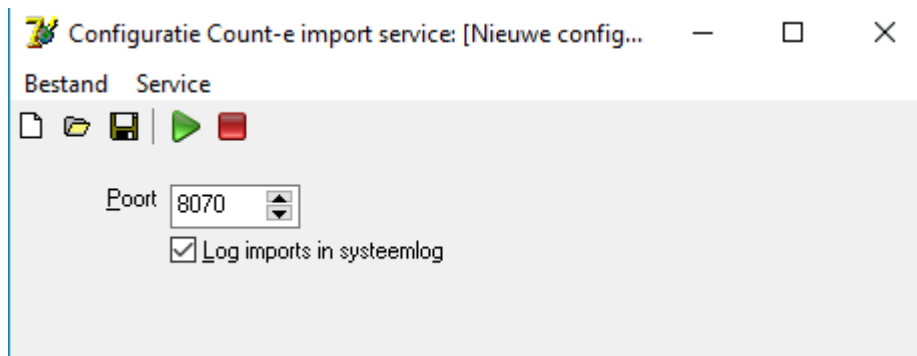 Configuratie Count-e import service: [Nieuwe config...
Bestand Service
Poort 8070
Log imports in systeemlog